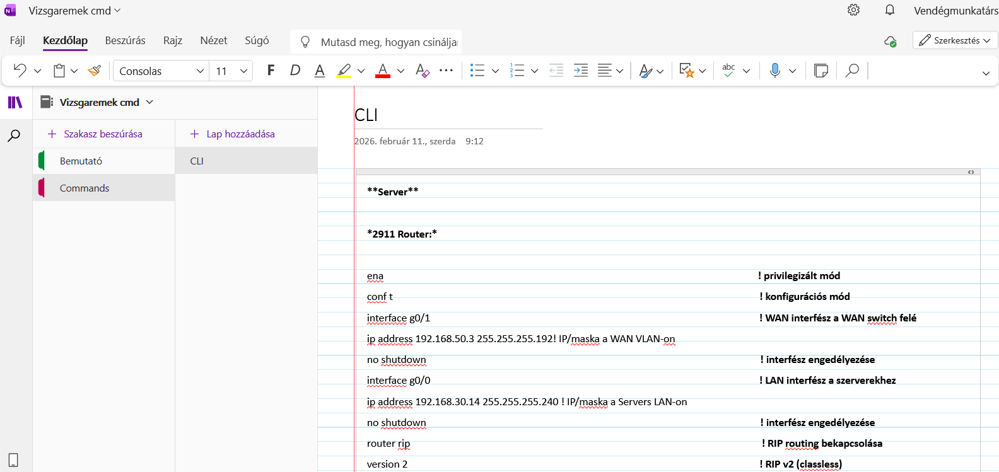 Vizsgaremek cmd
Vendégmunkatárs
Fájl Kezdőlap Beszúrás Rajz Nézet Súgó Mutasd meg, hogyan csinálja
Szerkesztés
Consolas 11 F D A A A abc
Vizsgaremek cmd
Szakasz beszúrása
Lap hozzáadása
Bemutató
Commands
CLI
CLI
2026. február 11., szerda 9:12
**Server**
*2911 Router:*
ena ! privilegizált mód
conf t ! konfigurációs mód
interface g0/1 ! WAN interfész a WAN switch felé
ip address 192.168.50.3 255.255.255.192! IP/maska a WAN VLAN-on
no shutdown ! interfész engedélyezése
interface g0/0 ! LAN interfész a szerverekhez
ip address 192.168.30.14 255.255.255.240 ! IP/maska a Servers LAN-on
no shutdown ! interfész engedélyezése
router rip ! RIP routing bekapcsolása
version 2 ! RIP v2 (classless)